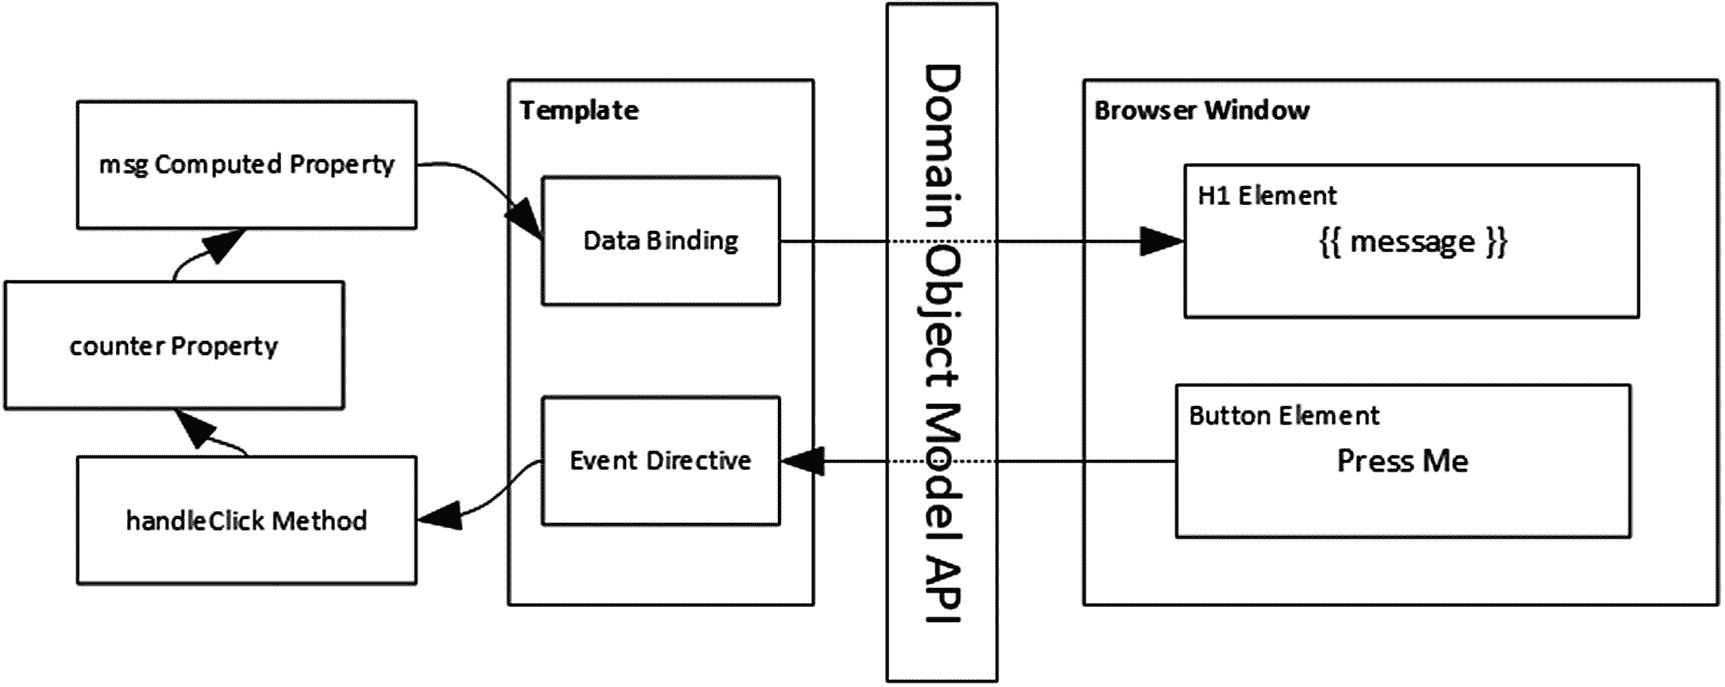 msg Computed Property
counter Property
handleClick Method
Template
Data Binding
Event Directive
Domain Object Model API
Browser Window
H1 Element
{{ message }}
Button Element
Press Me